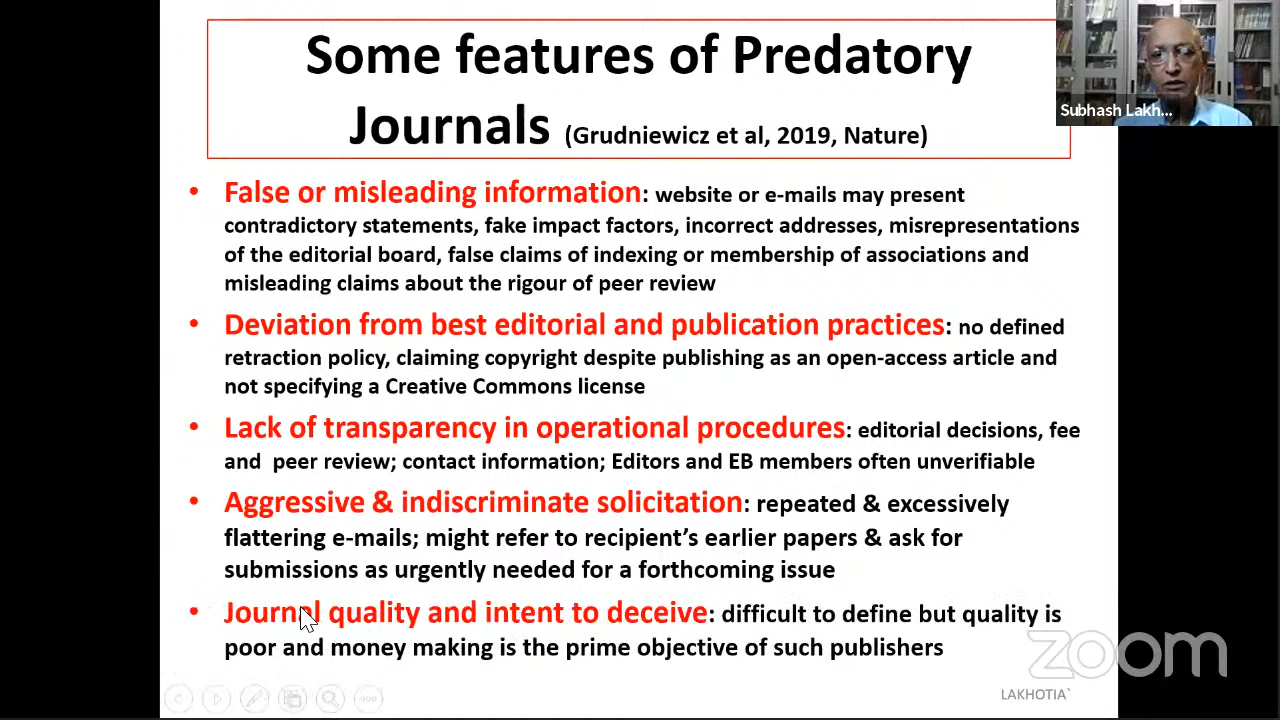 Some features of Predatory
Journals (Grudniewicz et al, 2019, Nature)
Subhash Lakh...
• False or misleading information: website or e-mails may present
contradictory statements, fake impact factors, incorrect addresses, misrepresentations
of the editorial board, false claims of indexing or membership of associations and
misleading claims about the rigour of peer review
• Deviation from best editorial and publication practices: no defined
retraction policy, claiming copyright despite publishing as an open-access article and
not specifying a Creative Commons license
• Lack of transparency in operational procedures: editorial decisions, fee
and peer review; contact information; Editors and EB members often unverifiable
• Aggressive & indiscriminate solicitation: repeated & excessively
flattering e-mails; might refer to recipient's earlier papers & ask for
submissions as urgently needed for a forthcoming issue
• Journal quality and intent to deceive: difficult to define but quality is
poor and money making is the prime objective of such publishers
zoom
LAKHOTIA`